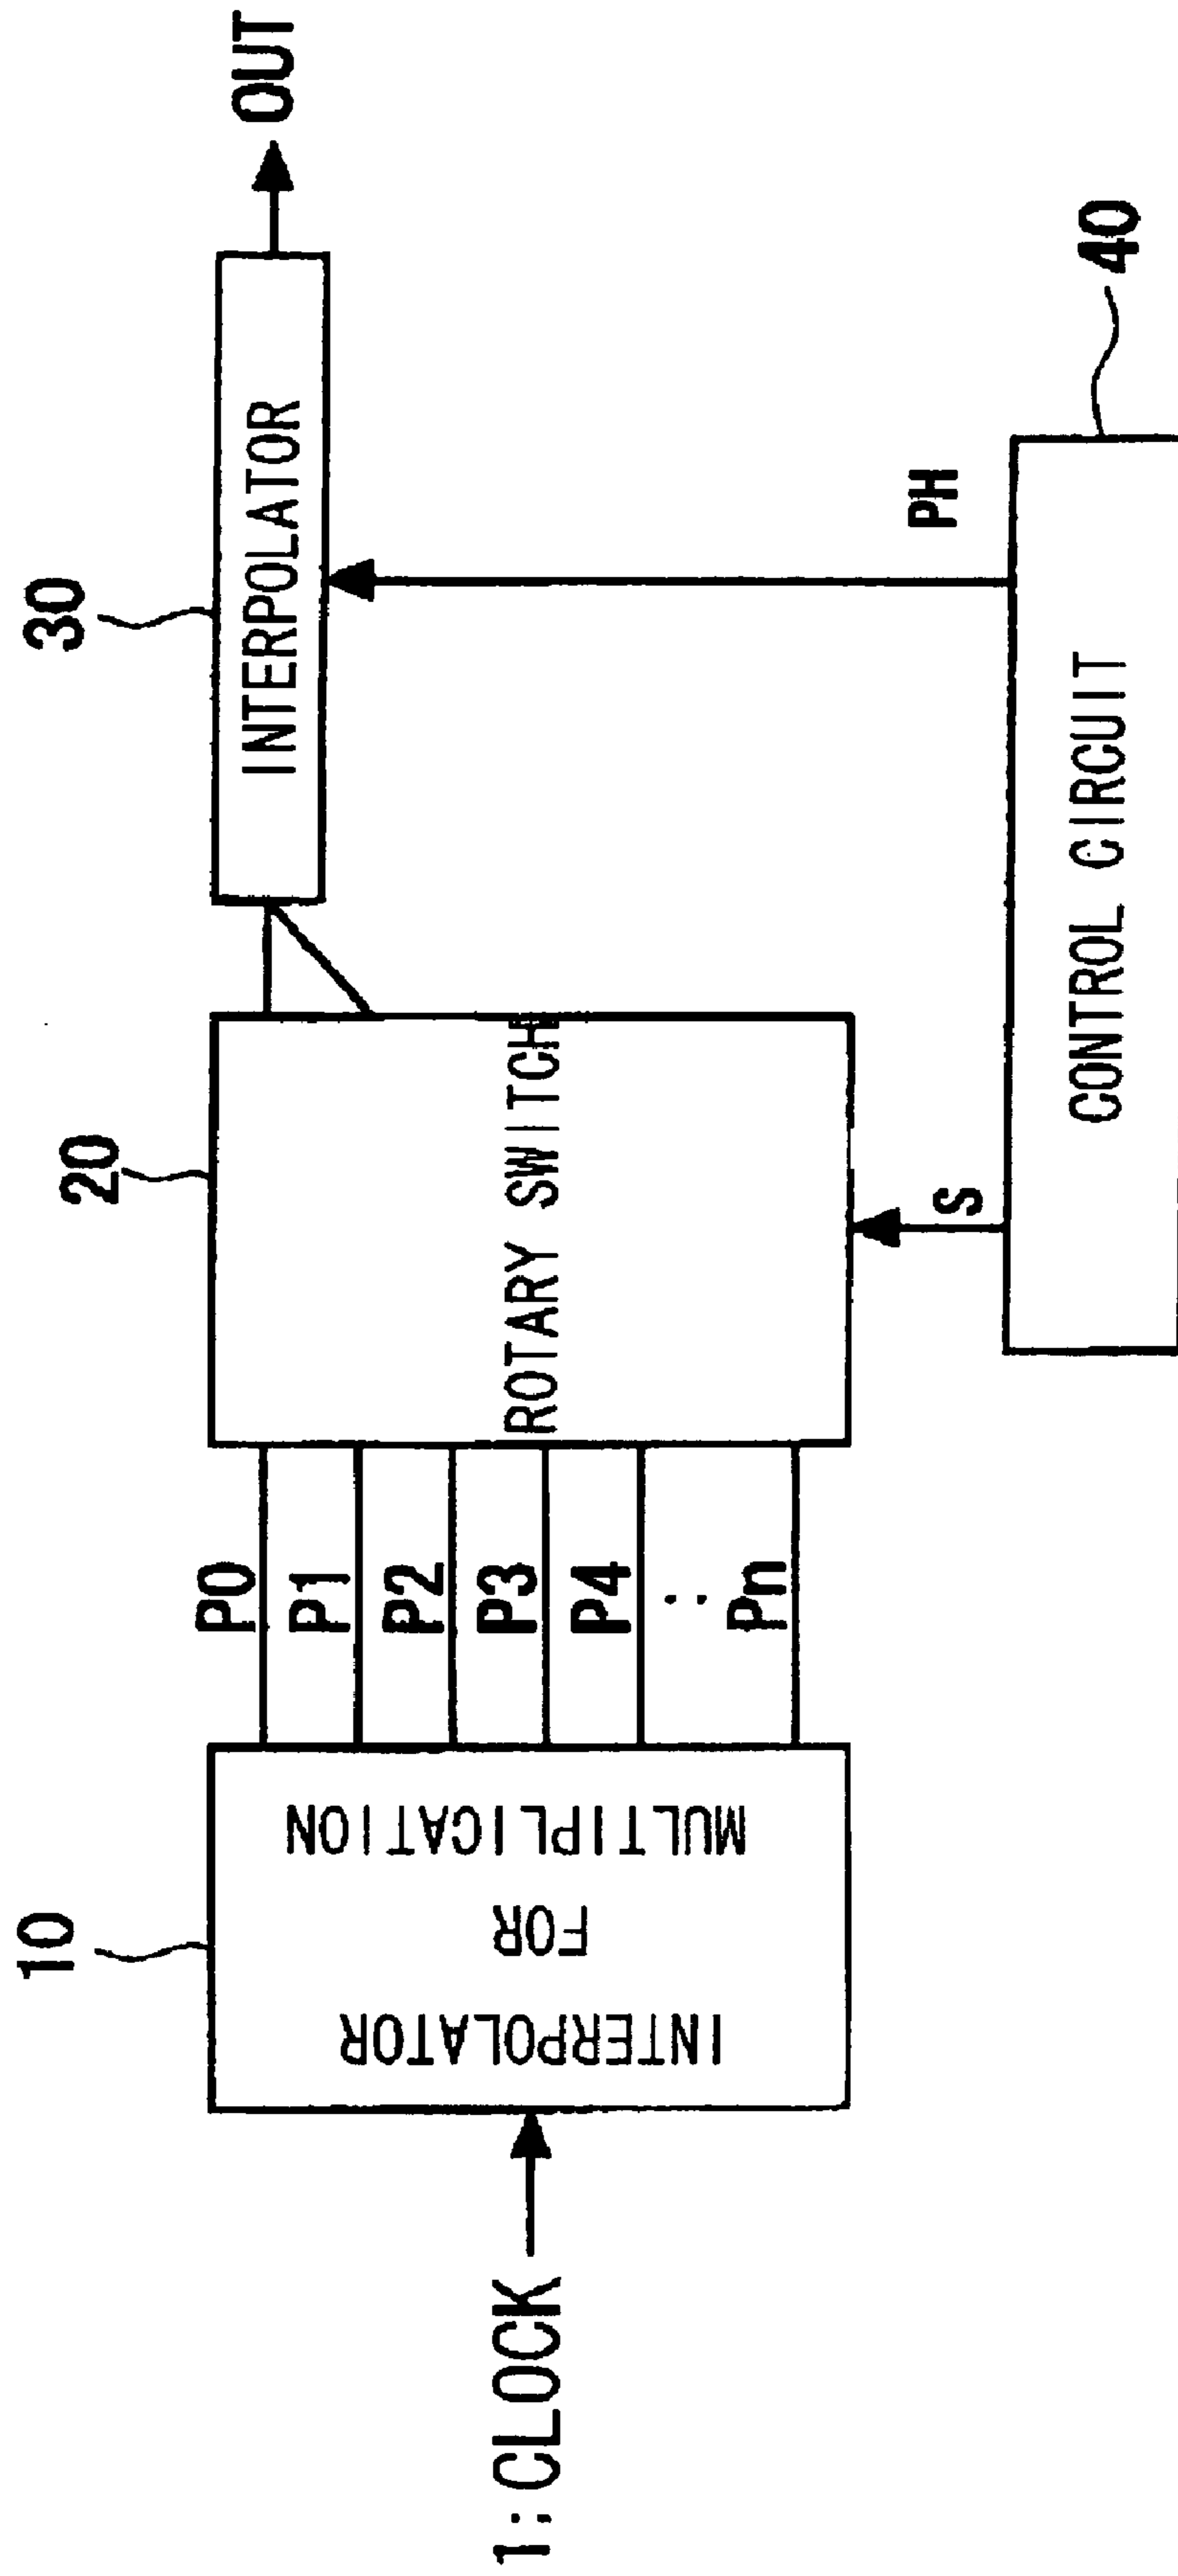 1:CLOCK
10
INTERPOLATOR
FOR
MULTIPLICATION
P0
P1
P2
P3
P4
:
Pn
20
ROTARY SWITCH
30
INTERPOLATOR
OUT
S
PH
40
CONTROL CIRCUIT